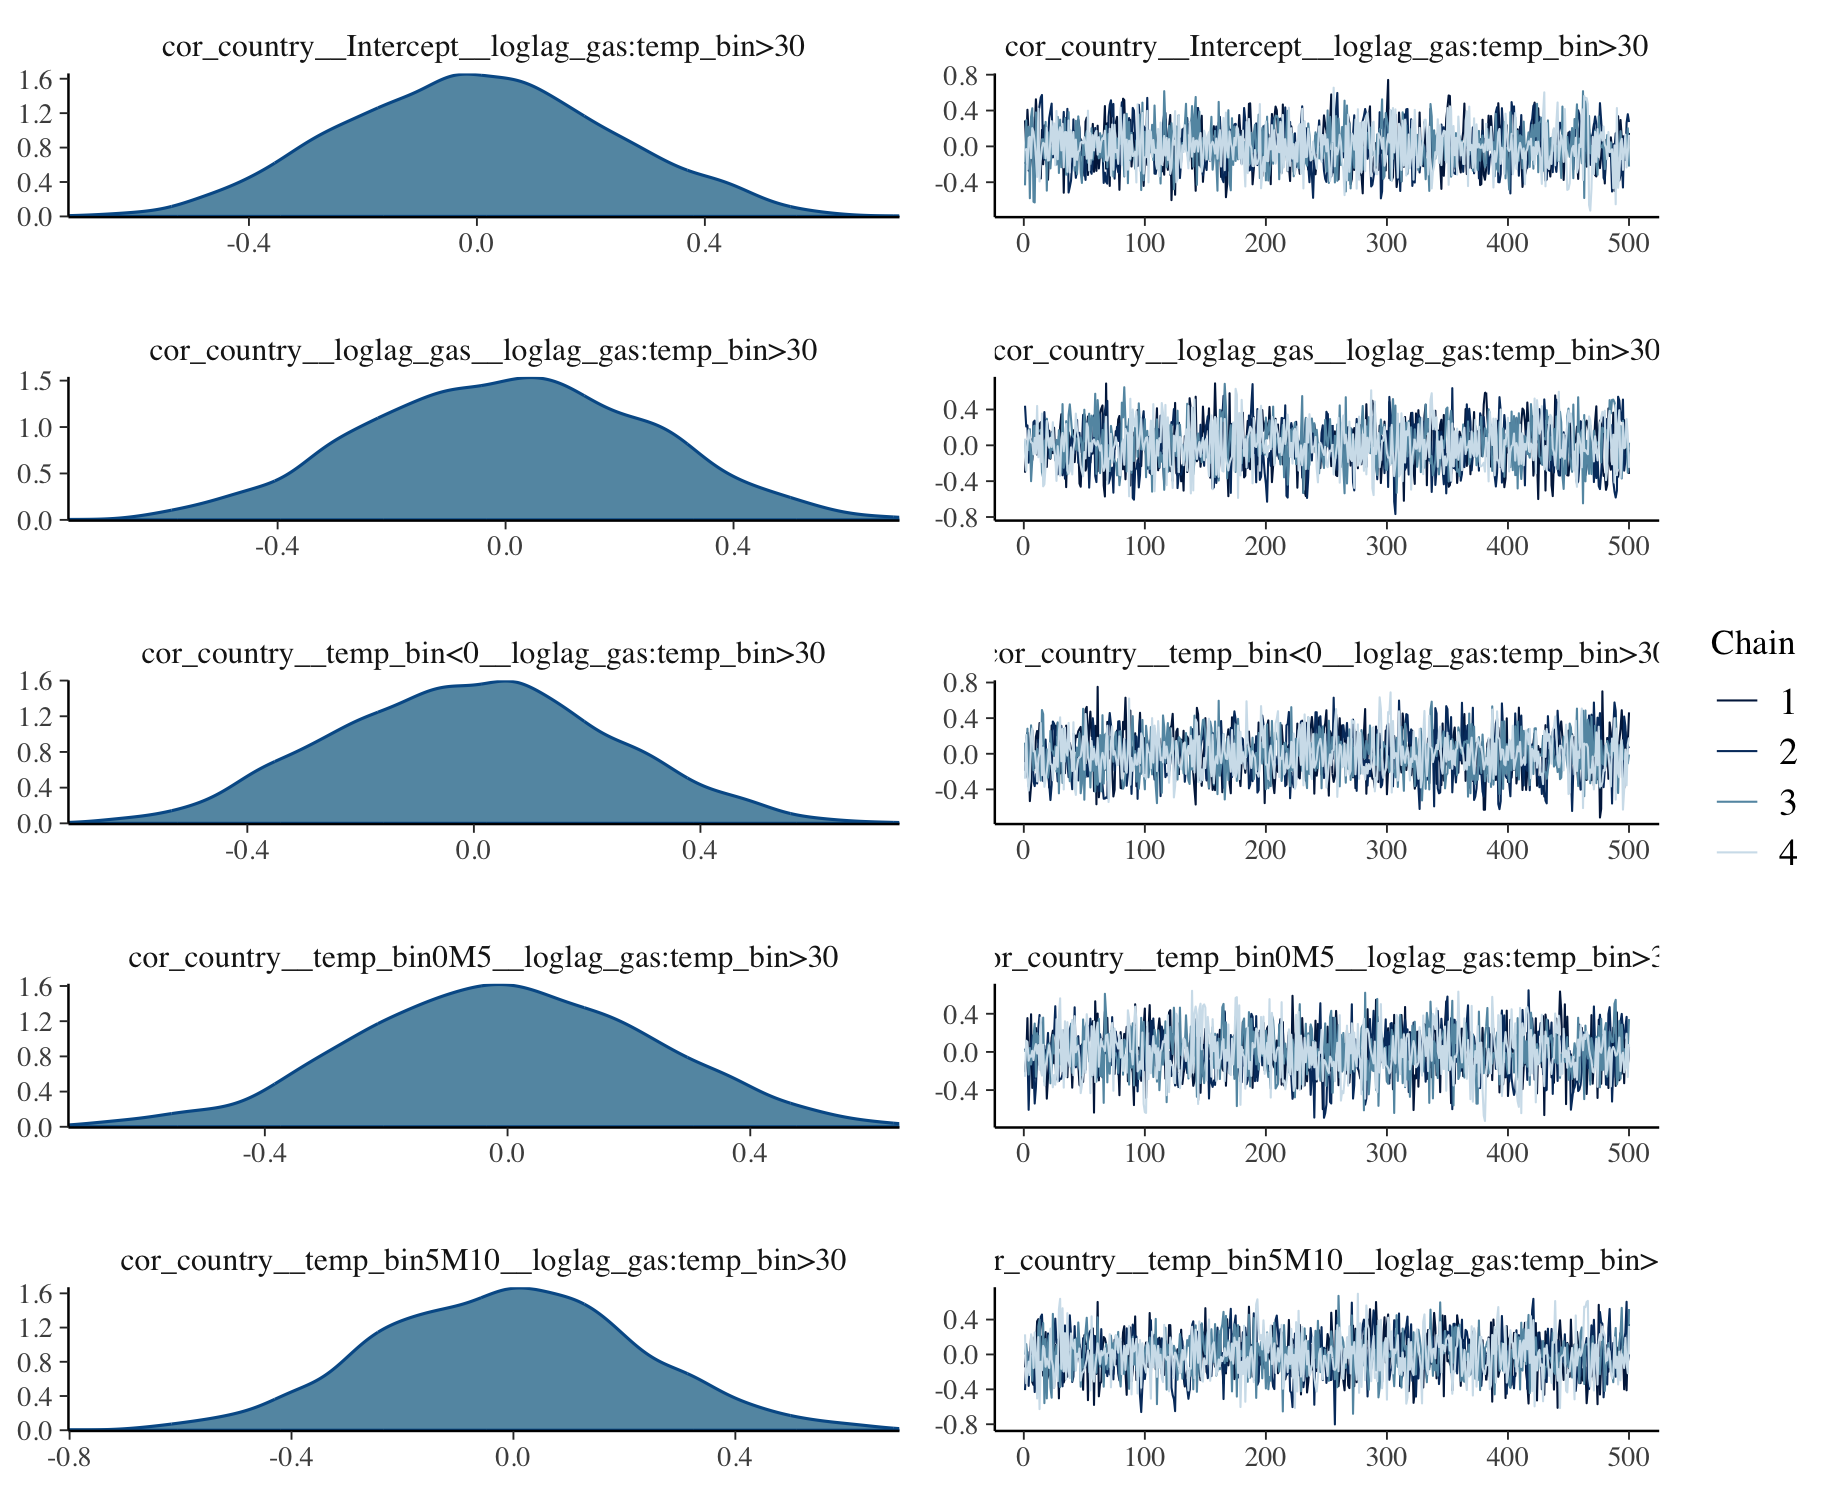 cor_country__Intercept__loglag_gas:temp_bin>30
1.6
1.2
0.8
0.4
0.0
-0.4 0.0 0.4
cor_country__Intercept__loglag_gas:temp_bin>30
0.8
0.4
0.0
-0.4
0 100 200 300 400 500
cor_country__loglag_gas__loglag_gas:temp_bin>30
1.5
1.0
0.5
0.0
-0.4 0.0 0.4
cor_country__loglag_gas__loglag_gas:temp_bin>30
0.4
0.0
-0.4
-0.8
0 100 200 300 400 500
cor_country__temp_bin<0__loglag_gas:temp_bin>30
1.6
1.2
0.8
0.4
0.0
-0.4 0.0 0.4
or_country__temp_bin<0__loglag_gas:temp_bin>30
0.8
0.4
0.0
-0.4
0 100 200 300 400 500
Chain
1
2
3
4
cor_country__temp_bin0M5__loglag_gas:temp_bin>30
1.6
1.2
0.8
0.4
0.0
-0.4 0.0 0.4
or_country__temp_bin0M5__loglag_gas:temp_bin>3
0.4
0.0
-0.4
0 100 200 300 400 500
cor_country__temp_bin5M10__loglag_gas:temp_bin>30
1.6
1.2
0.8
0.4
0.0
-0.8 -0.4 0.0 0.4
r_country__temp_bin5M10__loglag_gas:temp_bin>
0.4
0.0
-0.4
-0.8
0 100 200 300 400 500